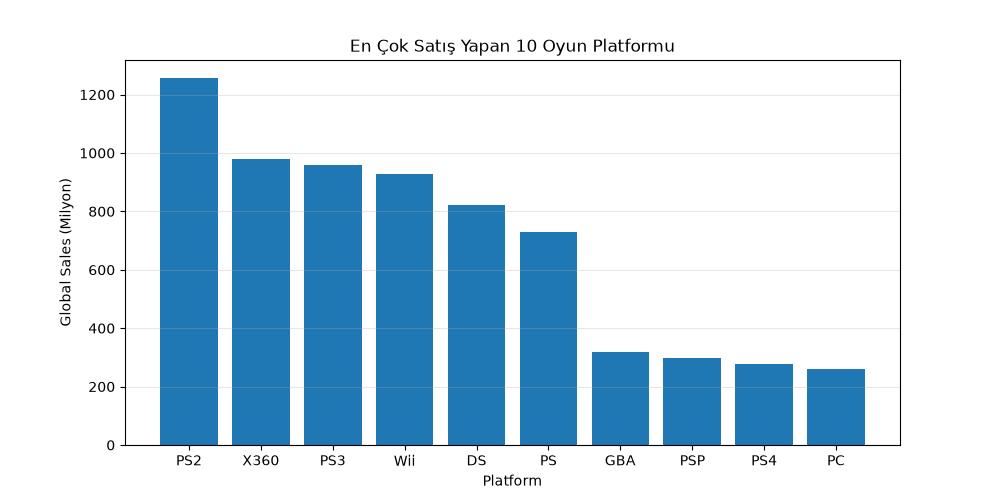 En Çok Satış Yapan 10 Oyun Platformu
Global Sales (Milyon)
1200
1000
800
600
400
200
0
PS2 X360 PS3 Wii DS PS GBA PSP PS4 PC
Platform